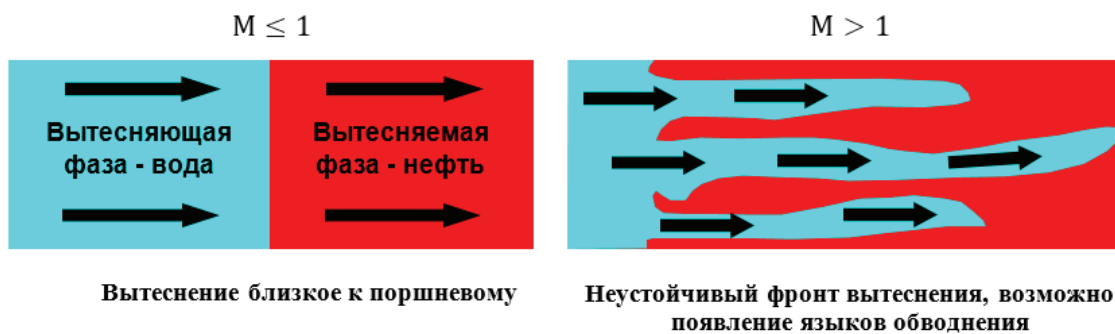 M ≤ 1
M > 1
Вытесняющая
фаза - вода
Вытесняемая
фаза - нефть
Вытеснение близкое к поршневому
Неустойчивый фронт вытеснения, возможно
появление языков обводнения